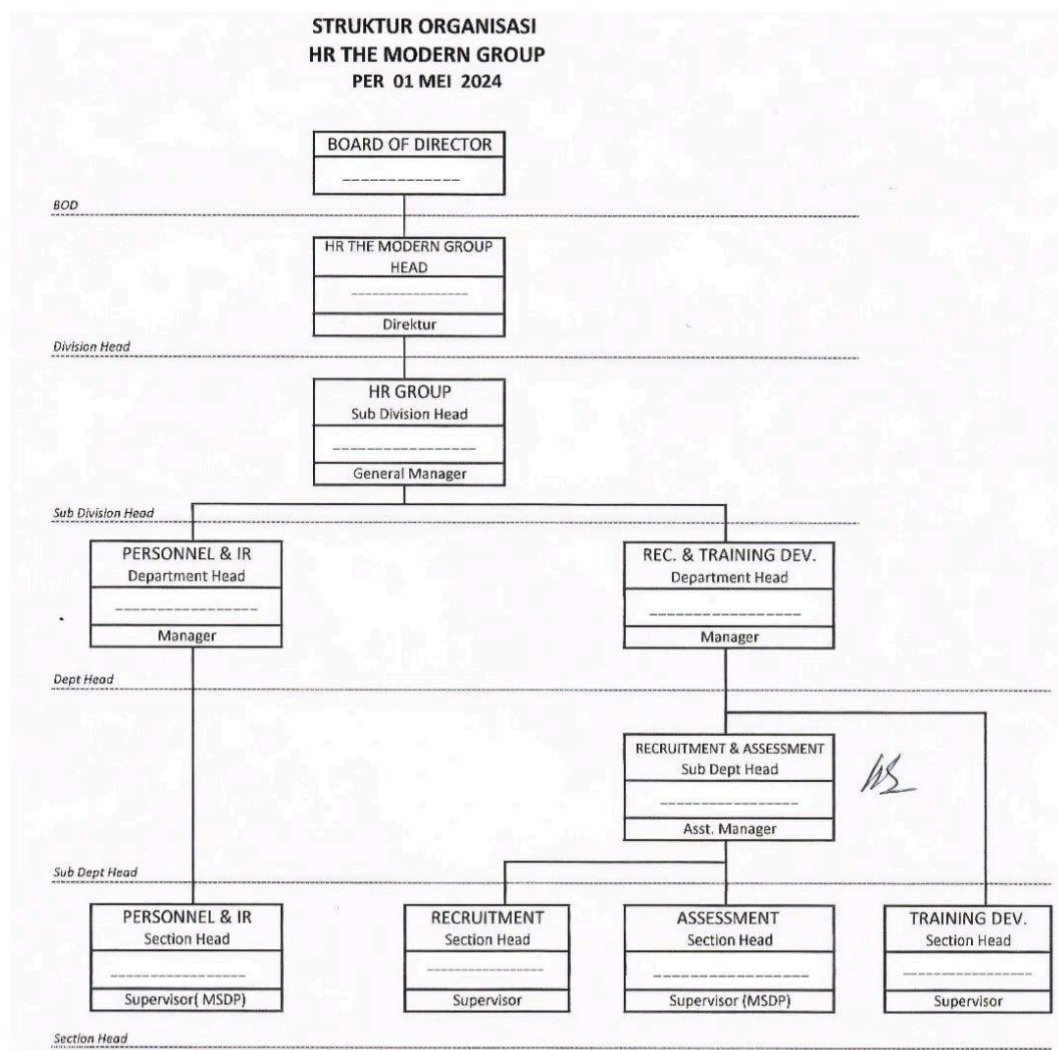 STRUKTUR ORGANISASI
HR THE MODERN GROUP
PER 01 MEI 2024
BOARD OF DIRECTOR
BOD
HR THE MODERN GROUP
HEAD
Direktur
Division Head
HR GROUP
Sub Division Head
General Manager
Sub Division Head
PERSONNEL & IR
Department Head
Manager
REC. & TRAINING DEV.
Department Head
Manager
Dept Head
RECRUITMENT & ASSESSMENT
Sub Dept Head
Asst. Manager
Sub Dept Head
PERSONNEL & IR
Section Head
Supervisor( MSDP)
RECRUITMENT
Section Head
Supervisor
ASSESSMENT
Section Head
Supervisor (MSDP)
TRAINING DEV.
Section Head
Supervisor
Section Head